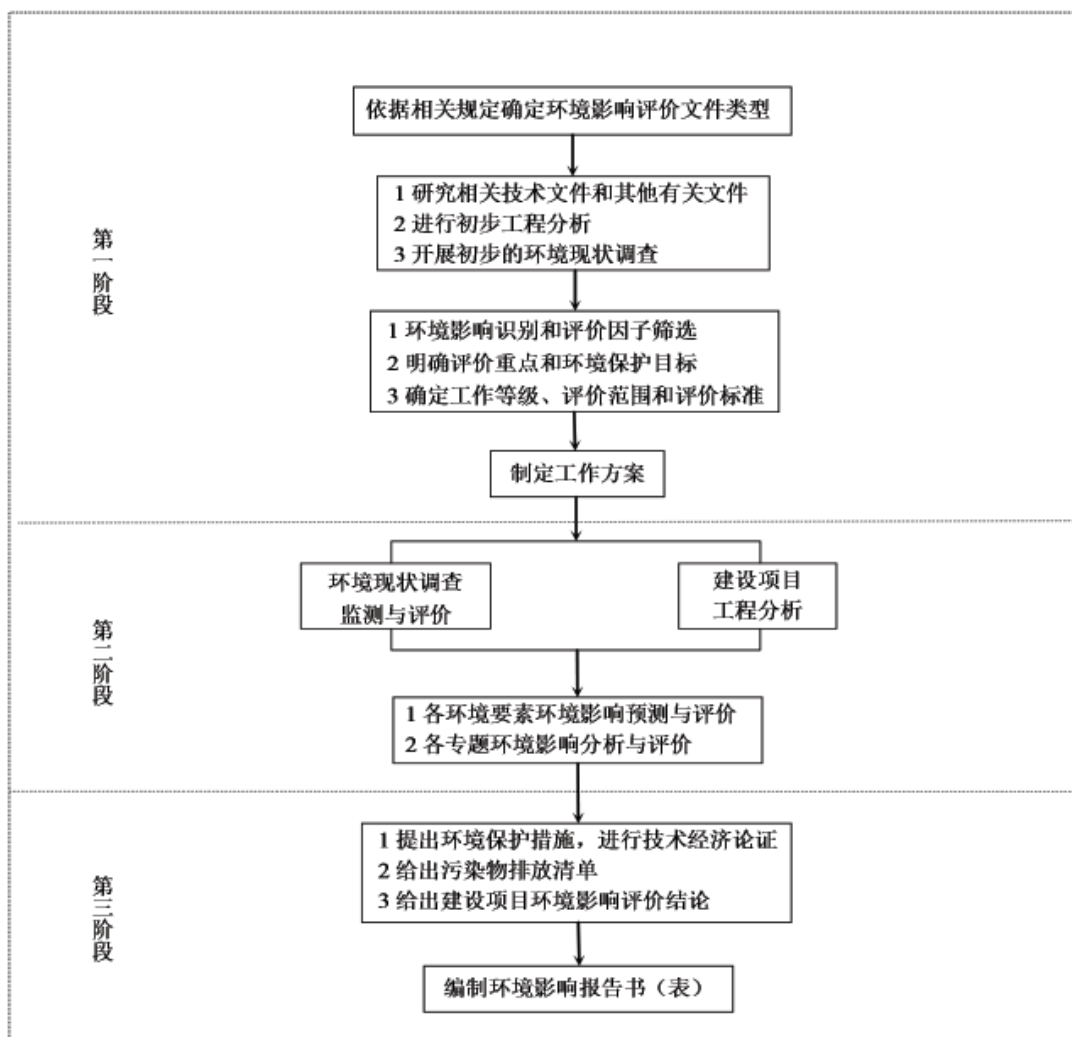 依据相关规定确定环境影响评价文件类型
1 研究相关技术文件和其他有关文件
2 进行初步工程分析
3 开展初步的环境现状调查
第一阶段
1 环境影响识别和评价因子筛选
2 明确评价重点和环境保护目标
3 确定工作等级、评价范围和评价标准
制定工作方案
环境现状调查
监测与评价
建设项目
工程分析
第二阶段
1 各环境要素环境影响预测与评价
2 各专题环境影响分析与评价
1 提出环境保护措施，进行技术经济论证
2 给出污染物排放清单
3 给出建设项目环境影响评价结论
第三阶段
编制环境影响报告书（表）